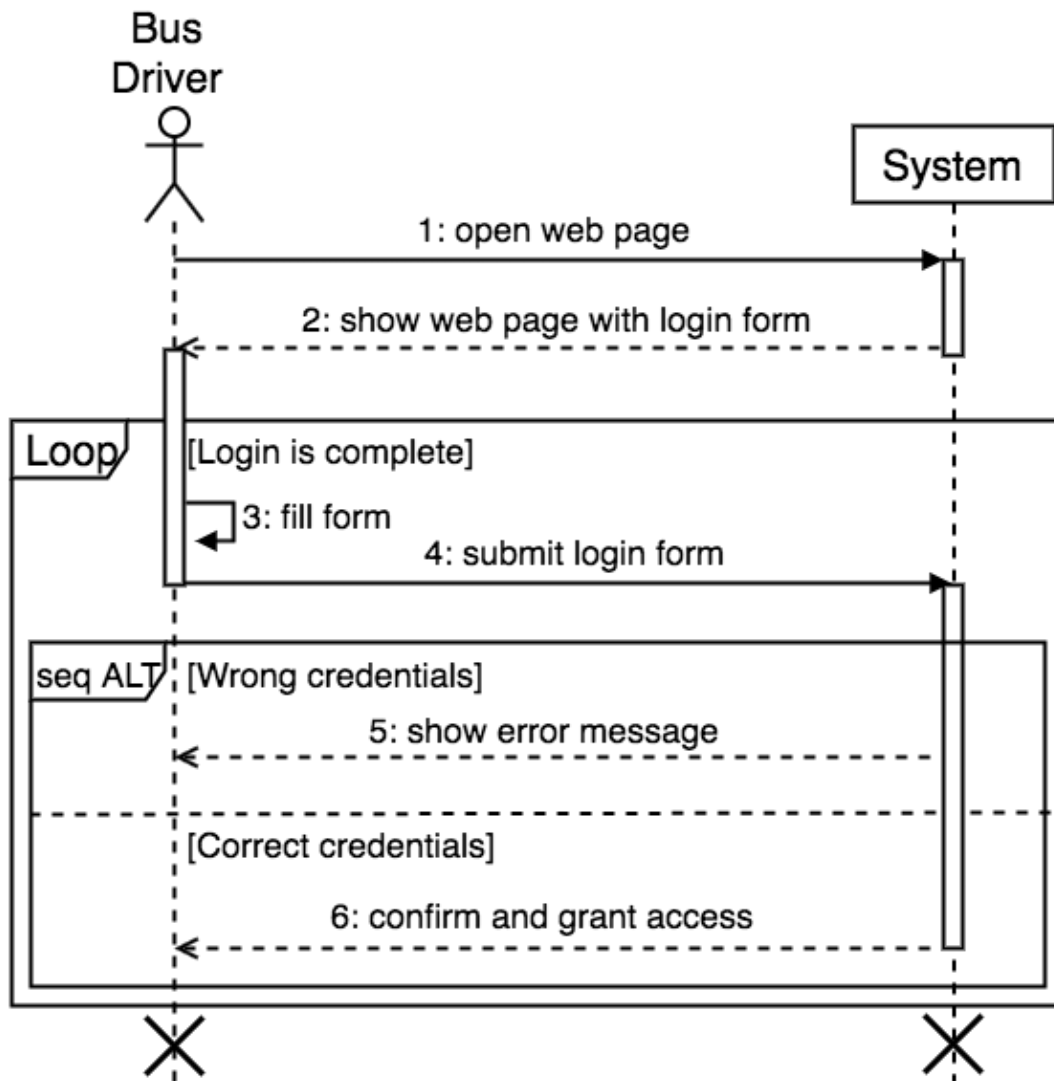 Bus
Driver
System
1: open web page
2: show web page with login form
Loop
[Login is complete]
3: fill form
4: submit login form
seq ALT
[Wrong credentials]
5: show error message
[Correct credentials]
6: confirm and grant access